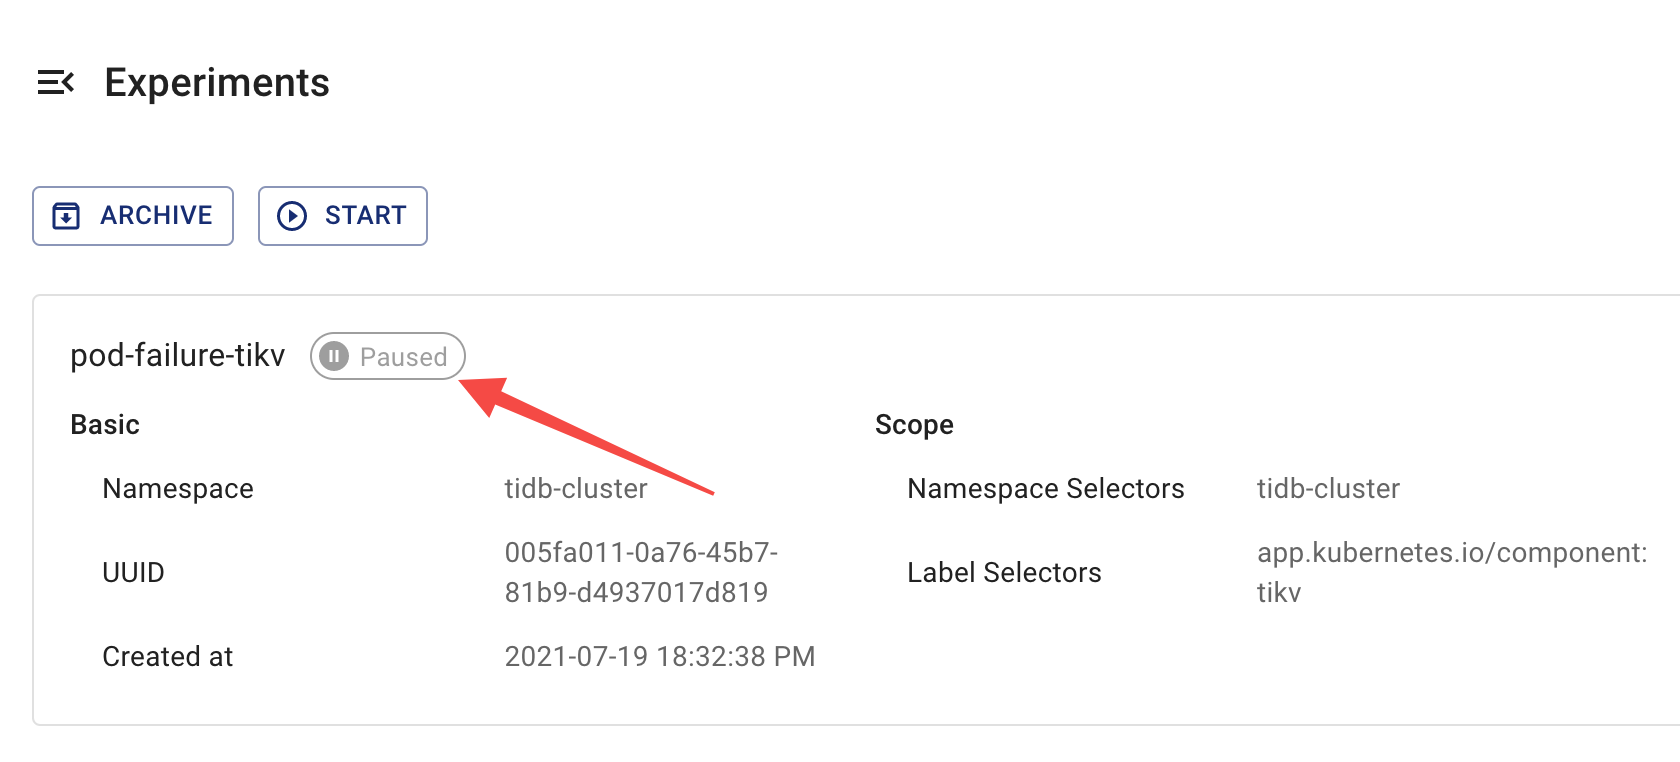 Experiments
ARCHIVE
START
pod-failure-tikv
Paused
Basic
Namespace
tidb-cluster
UUID
005fa011-0a76-45b7-
81b9-d4937017d819
Created at
2021-07-19 18:32:38 PM
Scope
Namespace Selectors
tidb-cluster
Label Selectors
app.kubernetes.io/component:
tikv